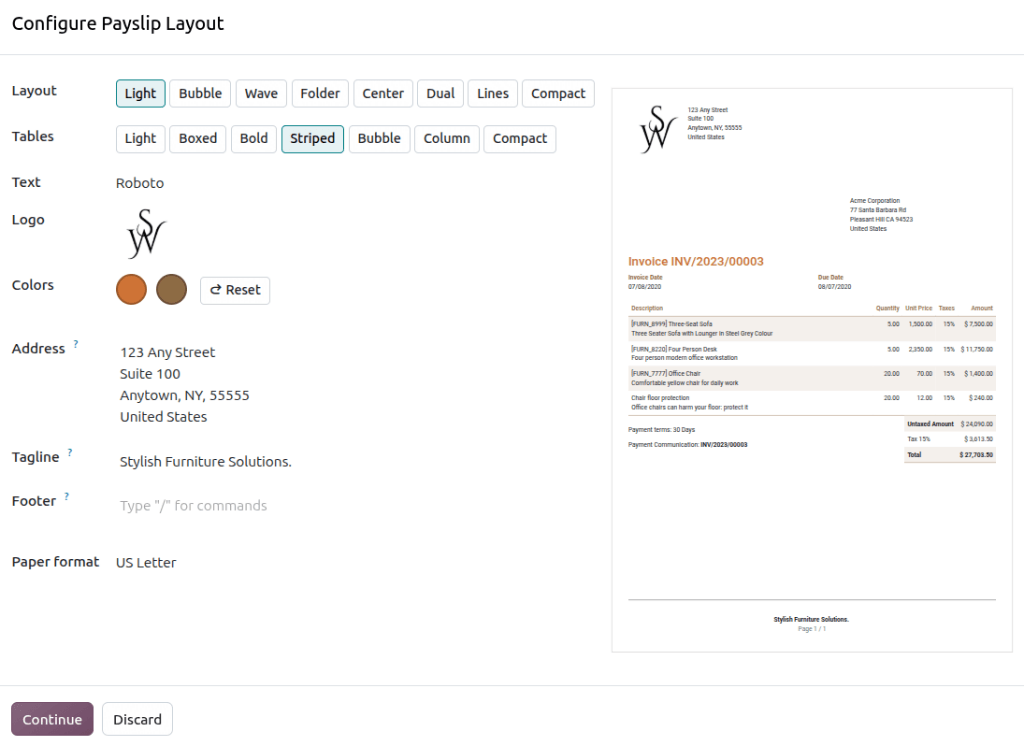 Configure Payslip Layout
Layout
Light Bubble Wave Folder Center Dual Lines Compact
Tables
Light Boxed Bold Striped Bubble Column Compact
Text
Roboto
Logo
SW
Colors
Reset
Address ?
123 Any Street
Suite 100
Anytown, NY, 55555
United States
Tagline ?
Stylish Furniture Solutions.
Footer ?
Type "/" for commands
Paper format
US Letter
SW
123 Any Street
Suite 100
Anytown, NY, 55555
United States
Acme Corporation
77 Santa Barbara Rd
Pleasant Hill CA 94523
United States
Invoice INV/2023/00003
Invoice Date Due Date
07/08/2020 08/07/2020
Description Quantity Unit Price Taxes Amount
[FURN_8999] Three-Seat Sofa 5.00 1,500.00 15% $ 7,500.00
Three Seater Sofa with Lounger in Steel Grey Colour
[FURN_8220] Four Person Desk 5.00 2,350.00 15% $ 11,750.00
Four person modern office workstation
[FURN_7777] Office Chair 20.00 70.00 15% $ 1,400.00
Comfortable yellow chair for daily work
Chair floor protection 20.00 12.00 15% $ 240.00
Office chairs can harm your floor: protect it
Untaxed Amount $ 24,090.00
Payment terms: 30 Days
Tax 15% $ 3,613.50
Payment Communication: INV/2023/00003
Total $ 27,703.50
Stylish Furniture Solutions.
Page 1 / 1
Continue Discard